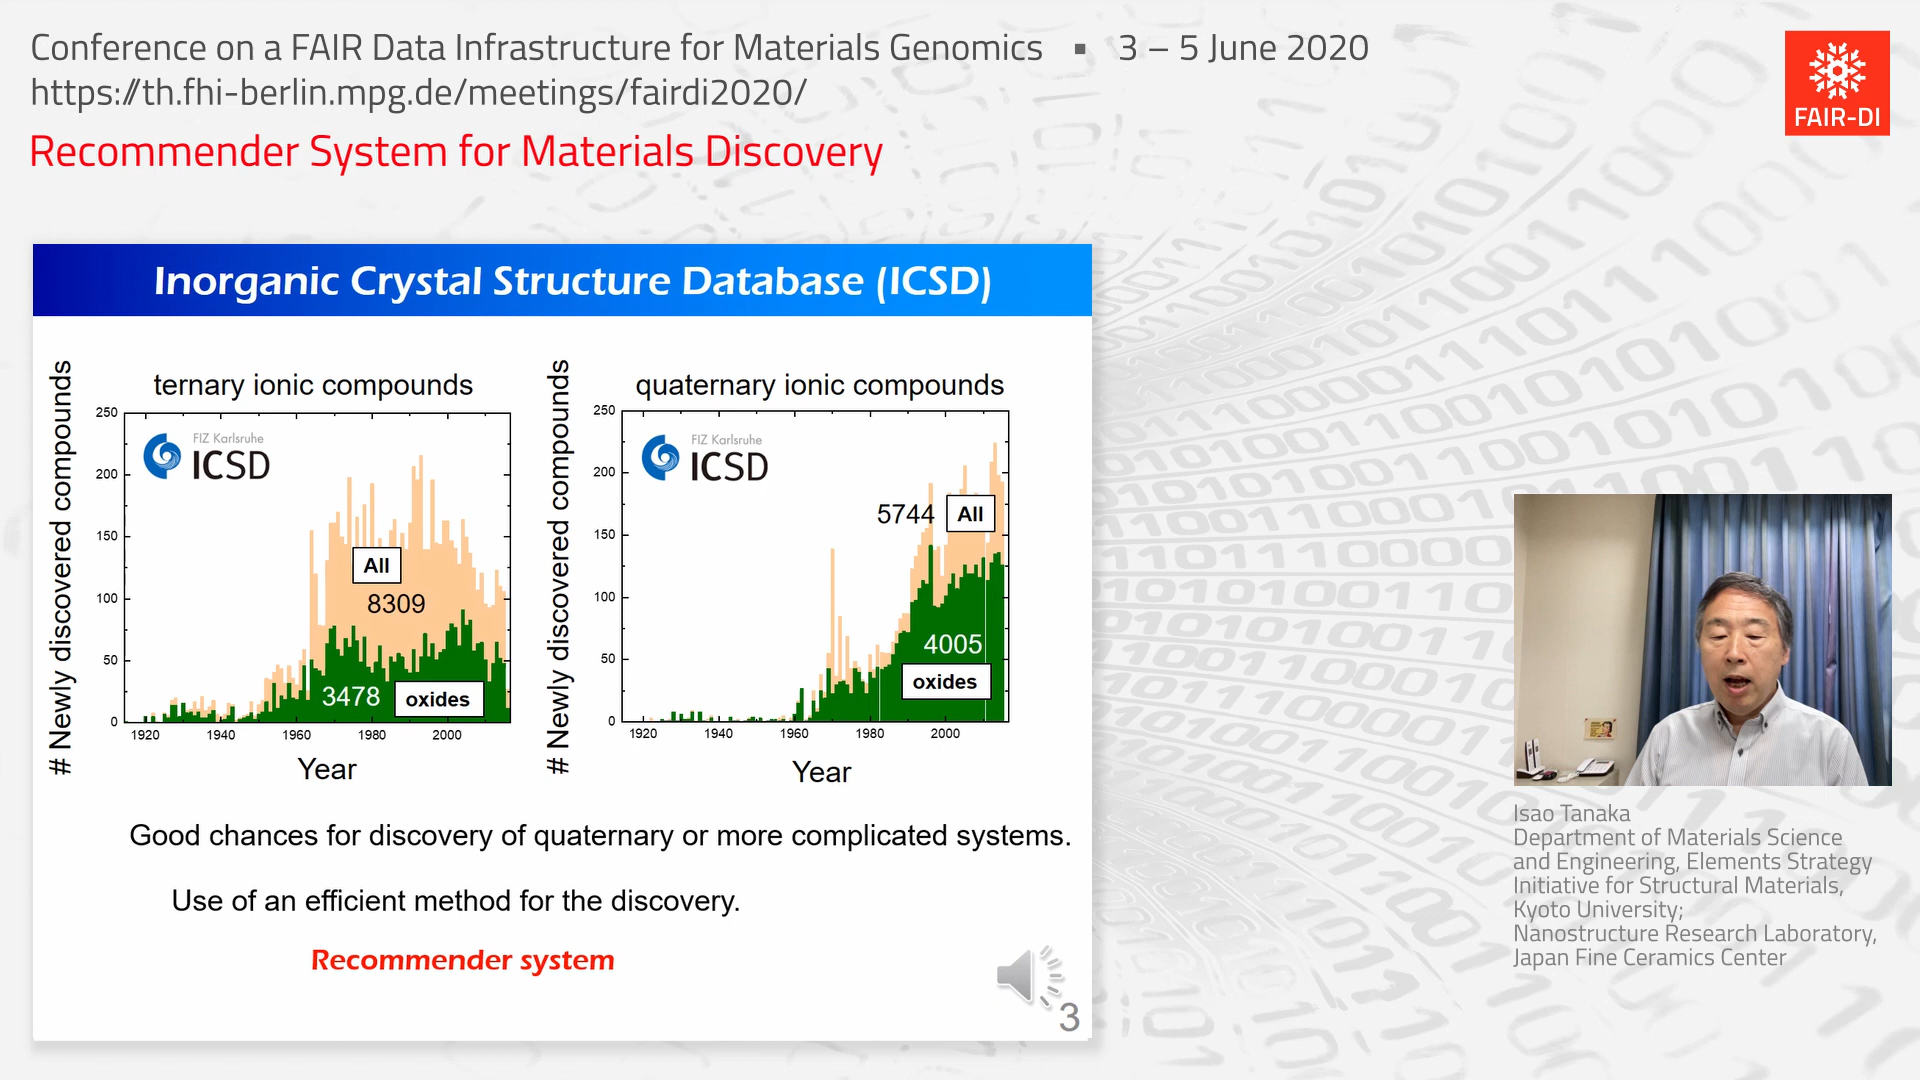 Conference on a FAIR Data Infrastructure for Materials Genomics ▪ 3 – 5 June 2020
https://th.fhi-berlin.mpg.de/meetings/fairdi2020/
Recommender System for Materials Discovery
FAIR-DI
Inorganic Crystal Structure Database (ICSD)
ternary ionic compounds
# Newly discovered compounds
250
200
150
100
50
0
FIZ Karlsruhe
ICSD
All
8309
3478
oxides
1920 1940 1960 1980 2000
Year
quaternary ionic compounds
# Newly discovered compounds
250
200
150
100
50
0
FIZ Karlsruhe
ICSD
5744 All
4005
oxides
1920 1940 1960 1980 2000
Year
Good chances for discovery of quaternary or more complicated systems.
Use of an efficient method for the discovery.
Recommender system
3
Isao Tanaka
Department of Materials Science
and Engineering, Elements Strategy
Initiative for Structural Materials,
Kyoto University;
Nanostructure Research Laboratory,
Japan Fine Ceramics Center